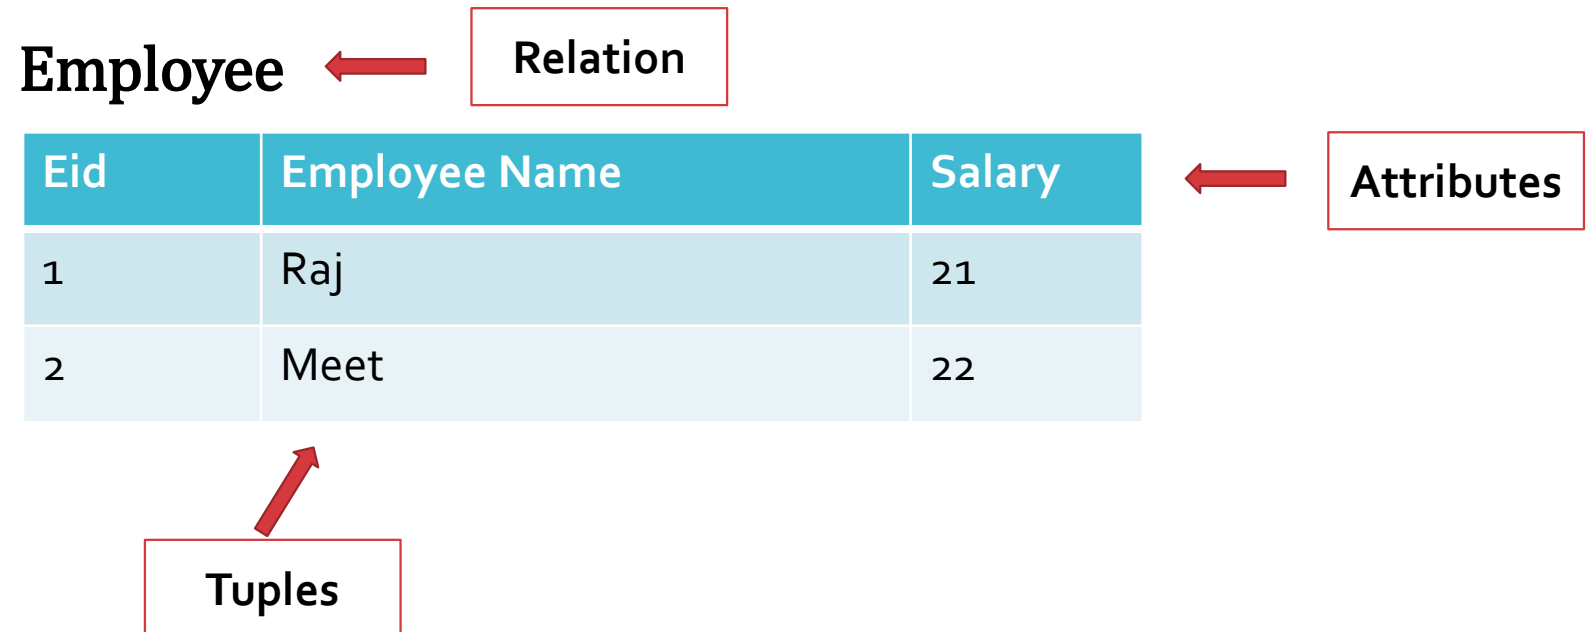 Employee
Relation
Eid Employee Name Salary
Attributes
1 Raj 21
2 Meet 22
Tuples